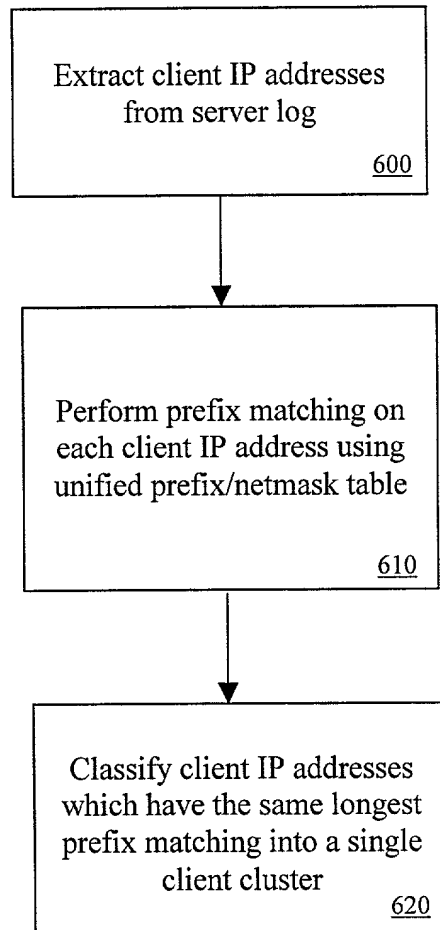 Extract client IP addresses
from server log
600
Perform prefix matching on
each client IP address using
unified prefix/netmask table
610
Classify client IP addresses
which have the same longest
prefix matching into a single
client cluster
620